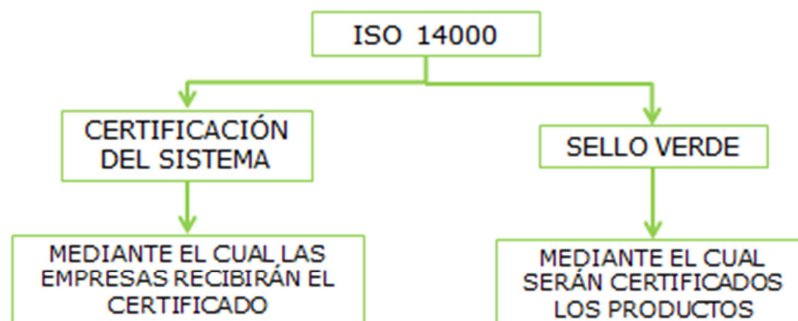 ISO 14000
CERTIFICACIÓN
DEL SISTEMA
SELLO VERDE
MEDIANTE EL CUAL LAS
EMPRESAS RECIBIRÁN EL
CERTIFICADO
MEDIANTE EL CUAL
SERÁN CERTIFICADOS
LOS PRODUCTOS